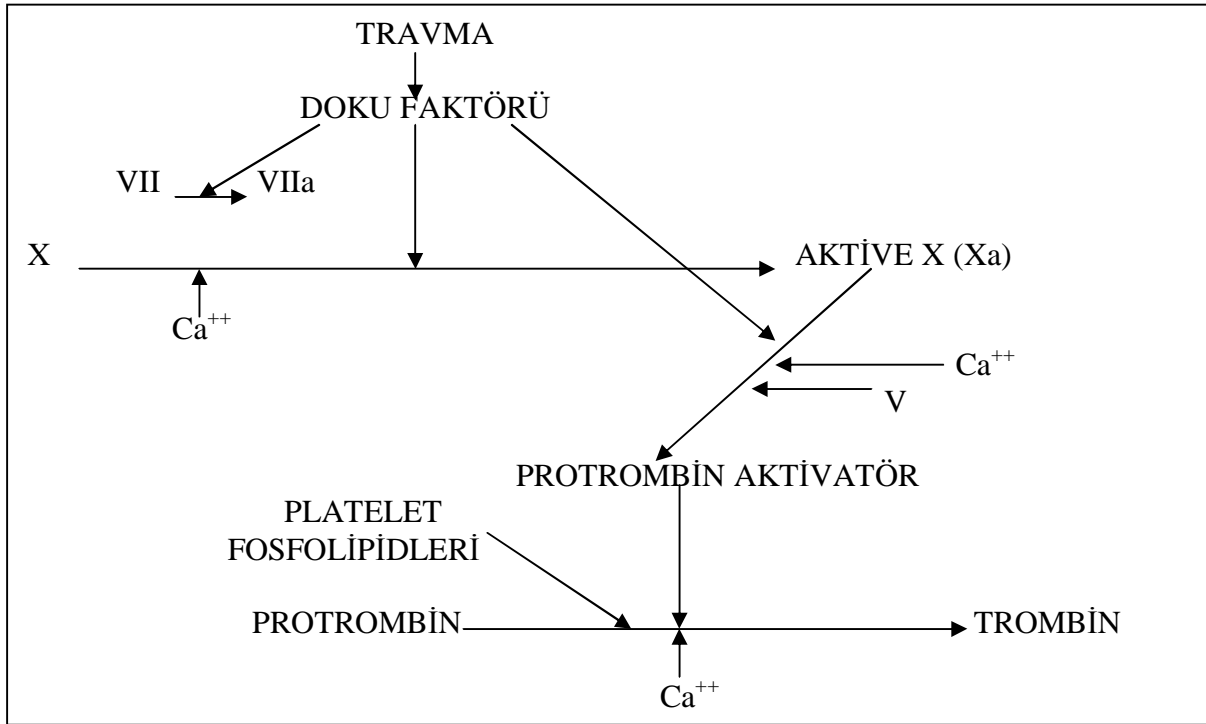 TRAVMA
DOKU FAKTÖRÜ
VII VIIa
X AKTİVE X (Xa)
Ca++
Ca++
V
PROTROMBİN AKTİVATÖR
PLATELET
FOSFOLİPİDLERİ
PROTROMBİN TROMBİN
Ca++